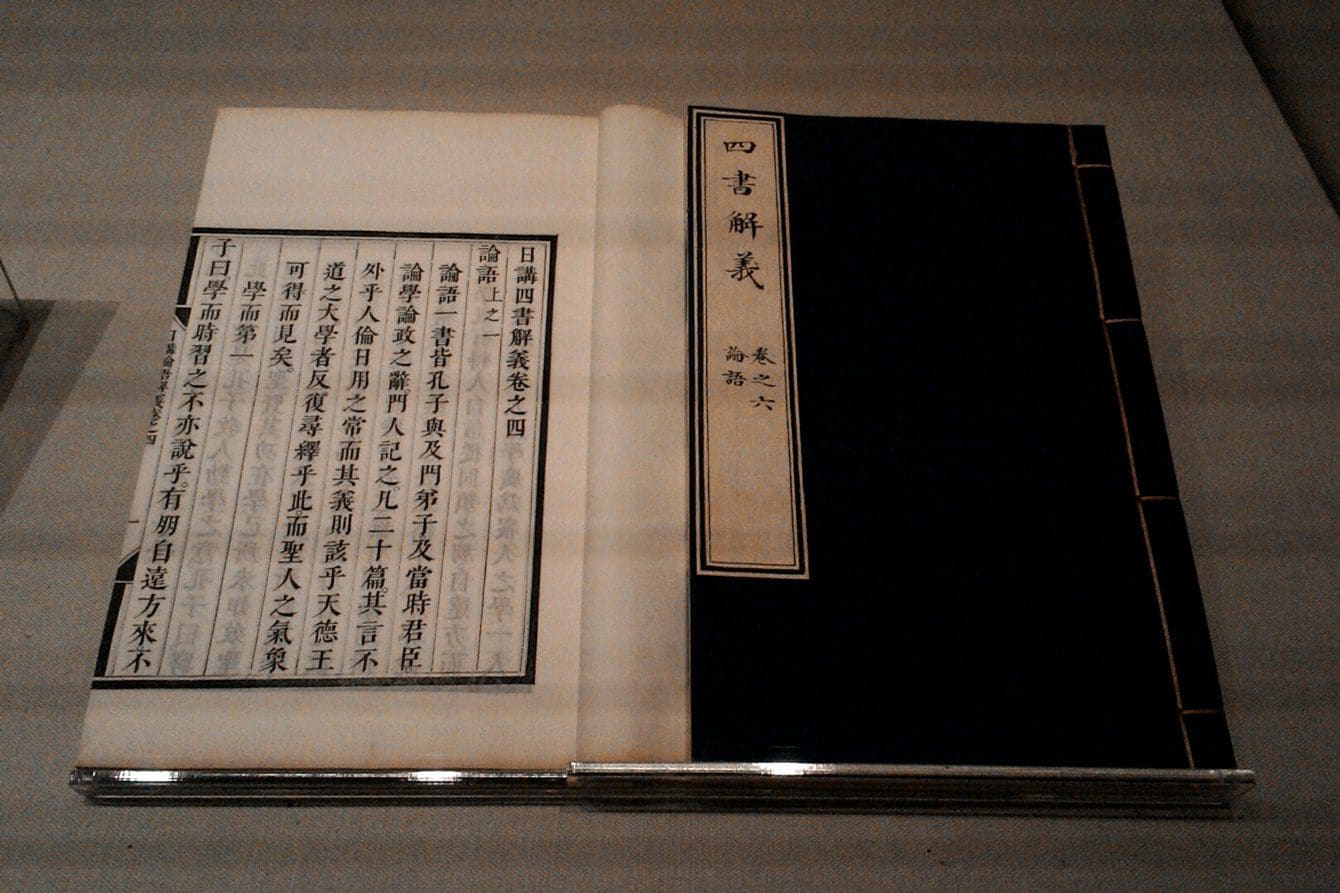 四書解義
卷之六
論語
日講四書解義卷之四
論語上之一
論語一書皆孔子與及門弟子及當時君臣。
論學論政之辭。門人記之。凡二十篇。其言不
外乎人倫日用之常而其義則該乎天德王
道之大學者反復尋繹乎此而聖人之氣象
可得而見矣。
學而第一
子曰。學而時習之不亦說乎。有朋自遠方來不